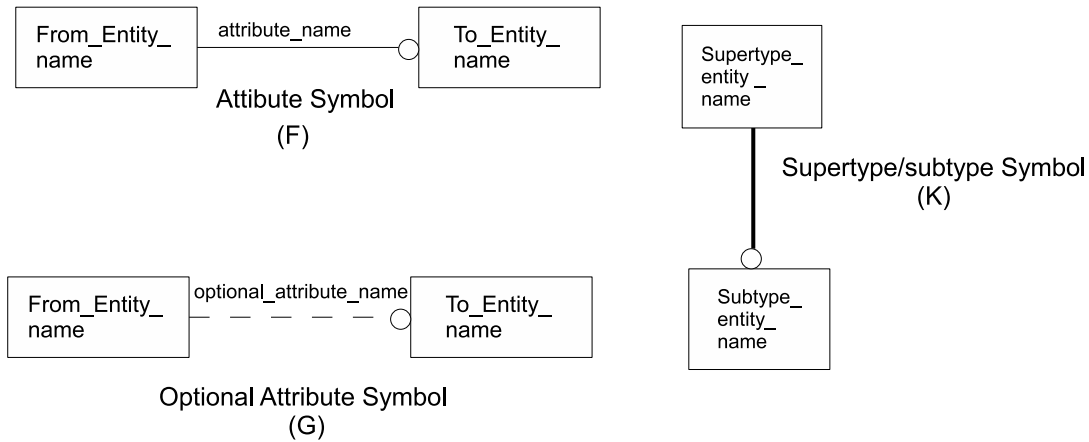 From_Entity_
name
attribute_name
To_Entity_
name
Attibute Symbol
(F)
Supertype_
entity_
name
Supertype/subtype Symbol
(K)
Subtype_
entity_
name
From_Entity_
name
optional_attribute_name
To_Entity_
name
Optional Attribute Symbol
(G)